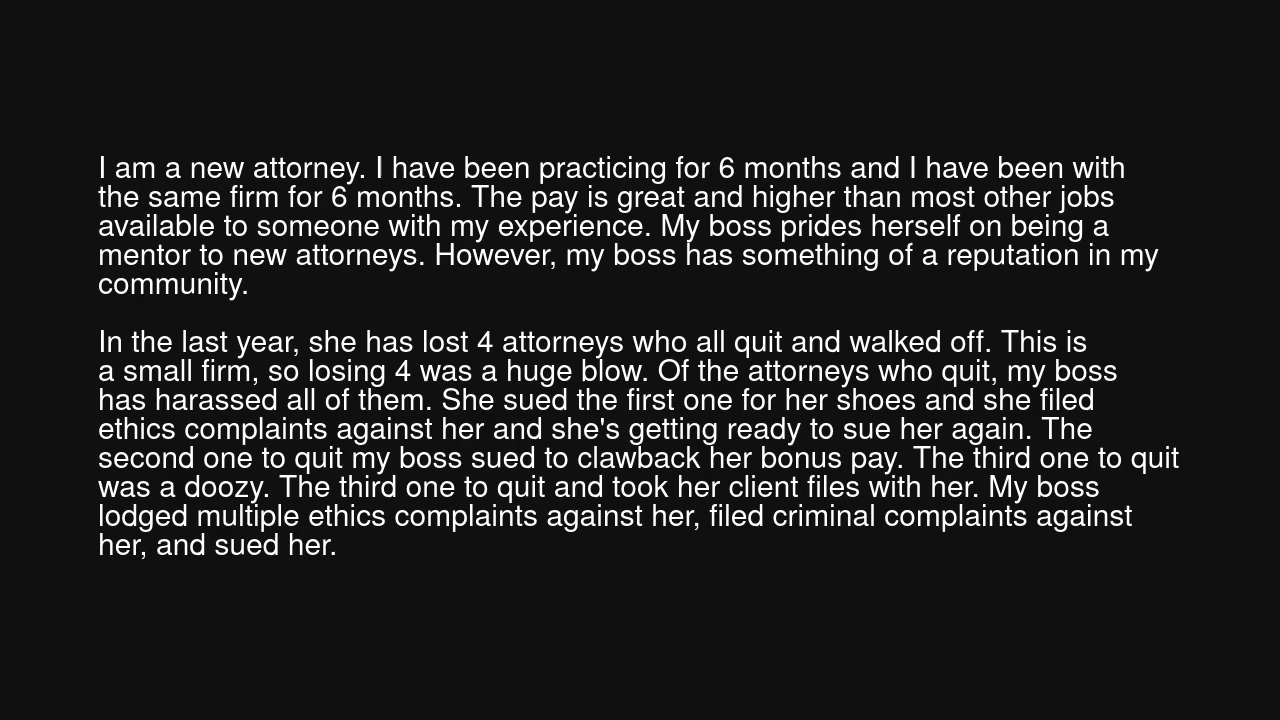 I am a new attorney. I have been practicing for 6 months and I have been with
the same firm for 6 months. The pay is great and higher than most other jobs
available to someone with my experience. My boss prides herself on being a
mentor to new attorneys. However, my boss has something of a reputation in my
community.
In the last year, she has lost 4 attorneys who all quit and walked off. This is
a small firm, so losing 4 was a huge blow. Of the attorneys who quit, my boss
has harassed all of them. She sued the first one for her shoes and she filed
ethics complaints against her and she's getting ready to sue her again. The
second one to quit my boss sued to clawback her bonus pay. The third one to quit
was a doozy. The third one to quit and took her client files with her. My boss
lodged multiple ethics complaints against her, filed criminal complaints against
her, and sued her.